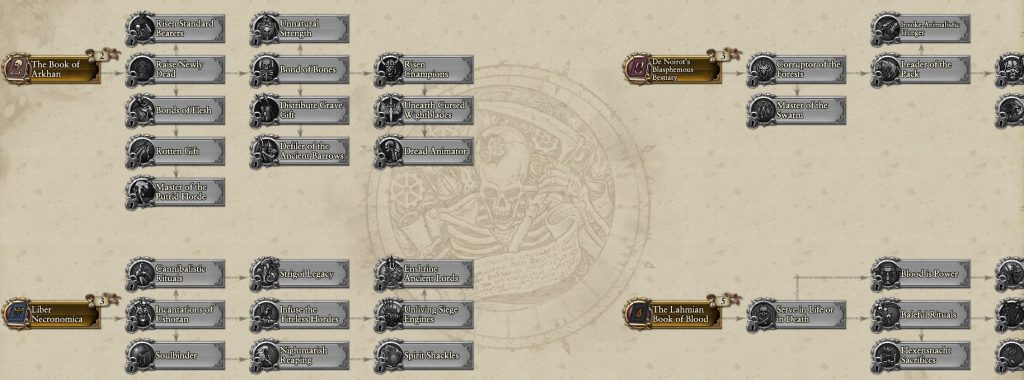 Risen Standard
Bearers
Unnatural
Strength
Invoke Animalistic
Hunger
The Book of
Arkhan
2
Raise Newly
Dead
Bond of Bones
Risen
Champions
De Noirot's
Blasphemous
Bestiary
3
Corruptor of the
Forests
Leader of the
Pack
Bonds of Flesh
Distribute Grave
Gift
Unearth Cursed
Wightblades
Master of the
Swarm
Rotten Gift
Defiler of the
Ancient Barrows
Dread Animator
Master of the
Putrid Horde
Cannibalistic
Rituals
Strigoi Legacy
Enshrine
Ancient Lords
Blood is Power
Liber
Necronomica
3
Incantations of
Ushoran
Infuse the
Tireless Hordes
Unliving Siege
Engines
The Lahmian
Book of Blood
5
Serve in Life or
in Death
Baleful Rituals
Soulbinder
Nightmarish
Reaping
Spirit Shackles
Hexensnacht
Sacrifices